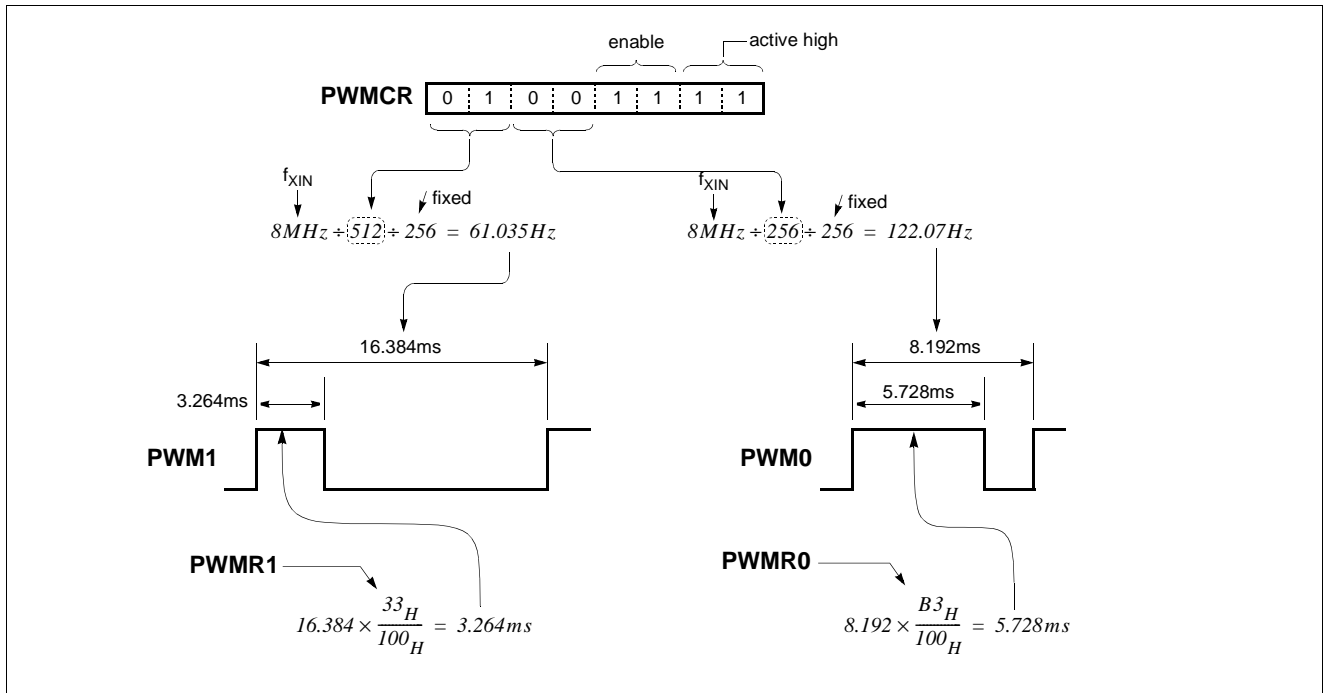 enable
active high
PWMCR 0 1 0 0 1 1 1 1
fXIN
fixed
8MHz ÷ 512 ÷ 256 = 61.035Hz
fXIN
fixed
8MHz ÷ 256 ÷ 256 = 122.07Hz
16.384ms
3.264ms
PWM1
8.192ms
5.728ms
PWM0
PWMR1
16.384 × 33H / 100H = 3.264ms
PWMR0
8.192 × B3H / 100H = 5.728ms